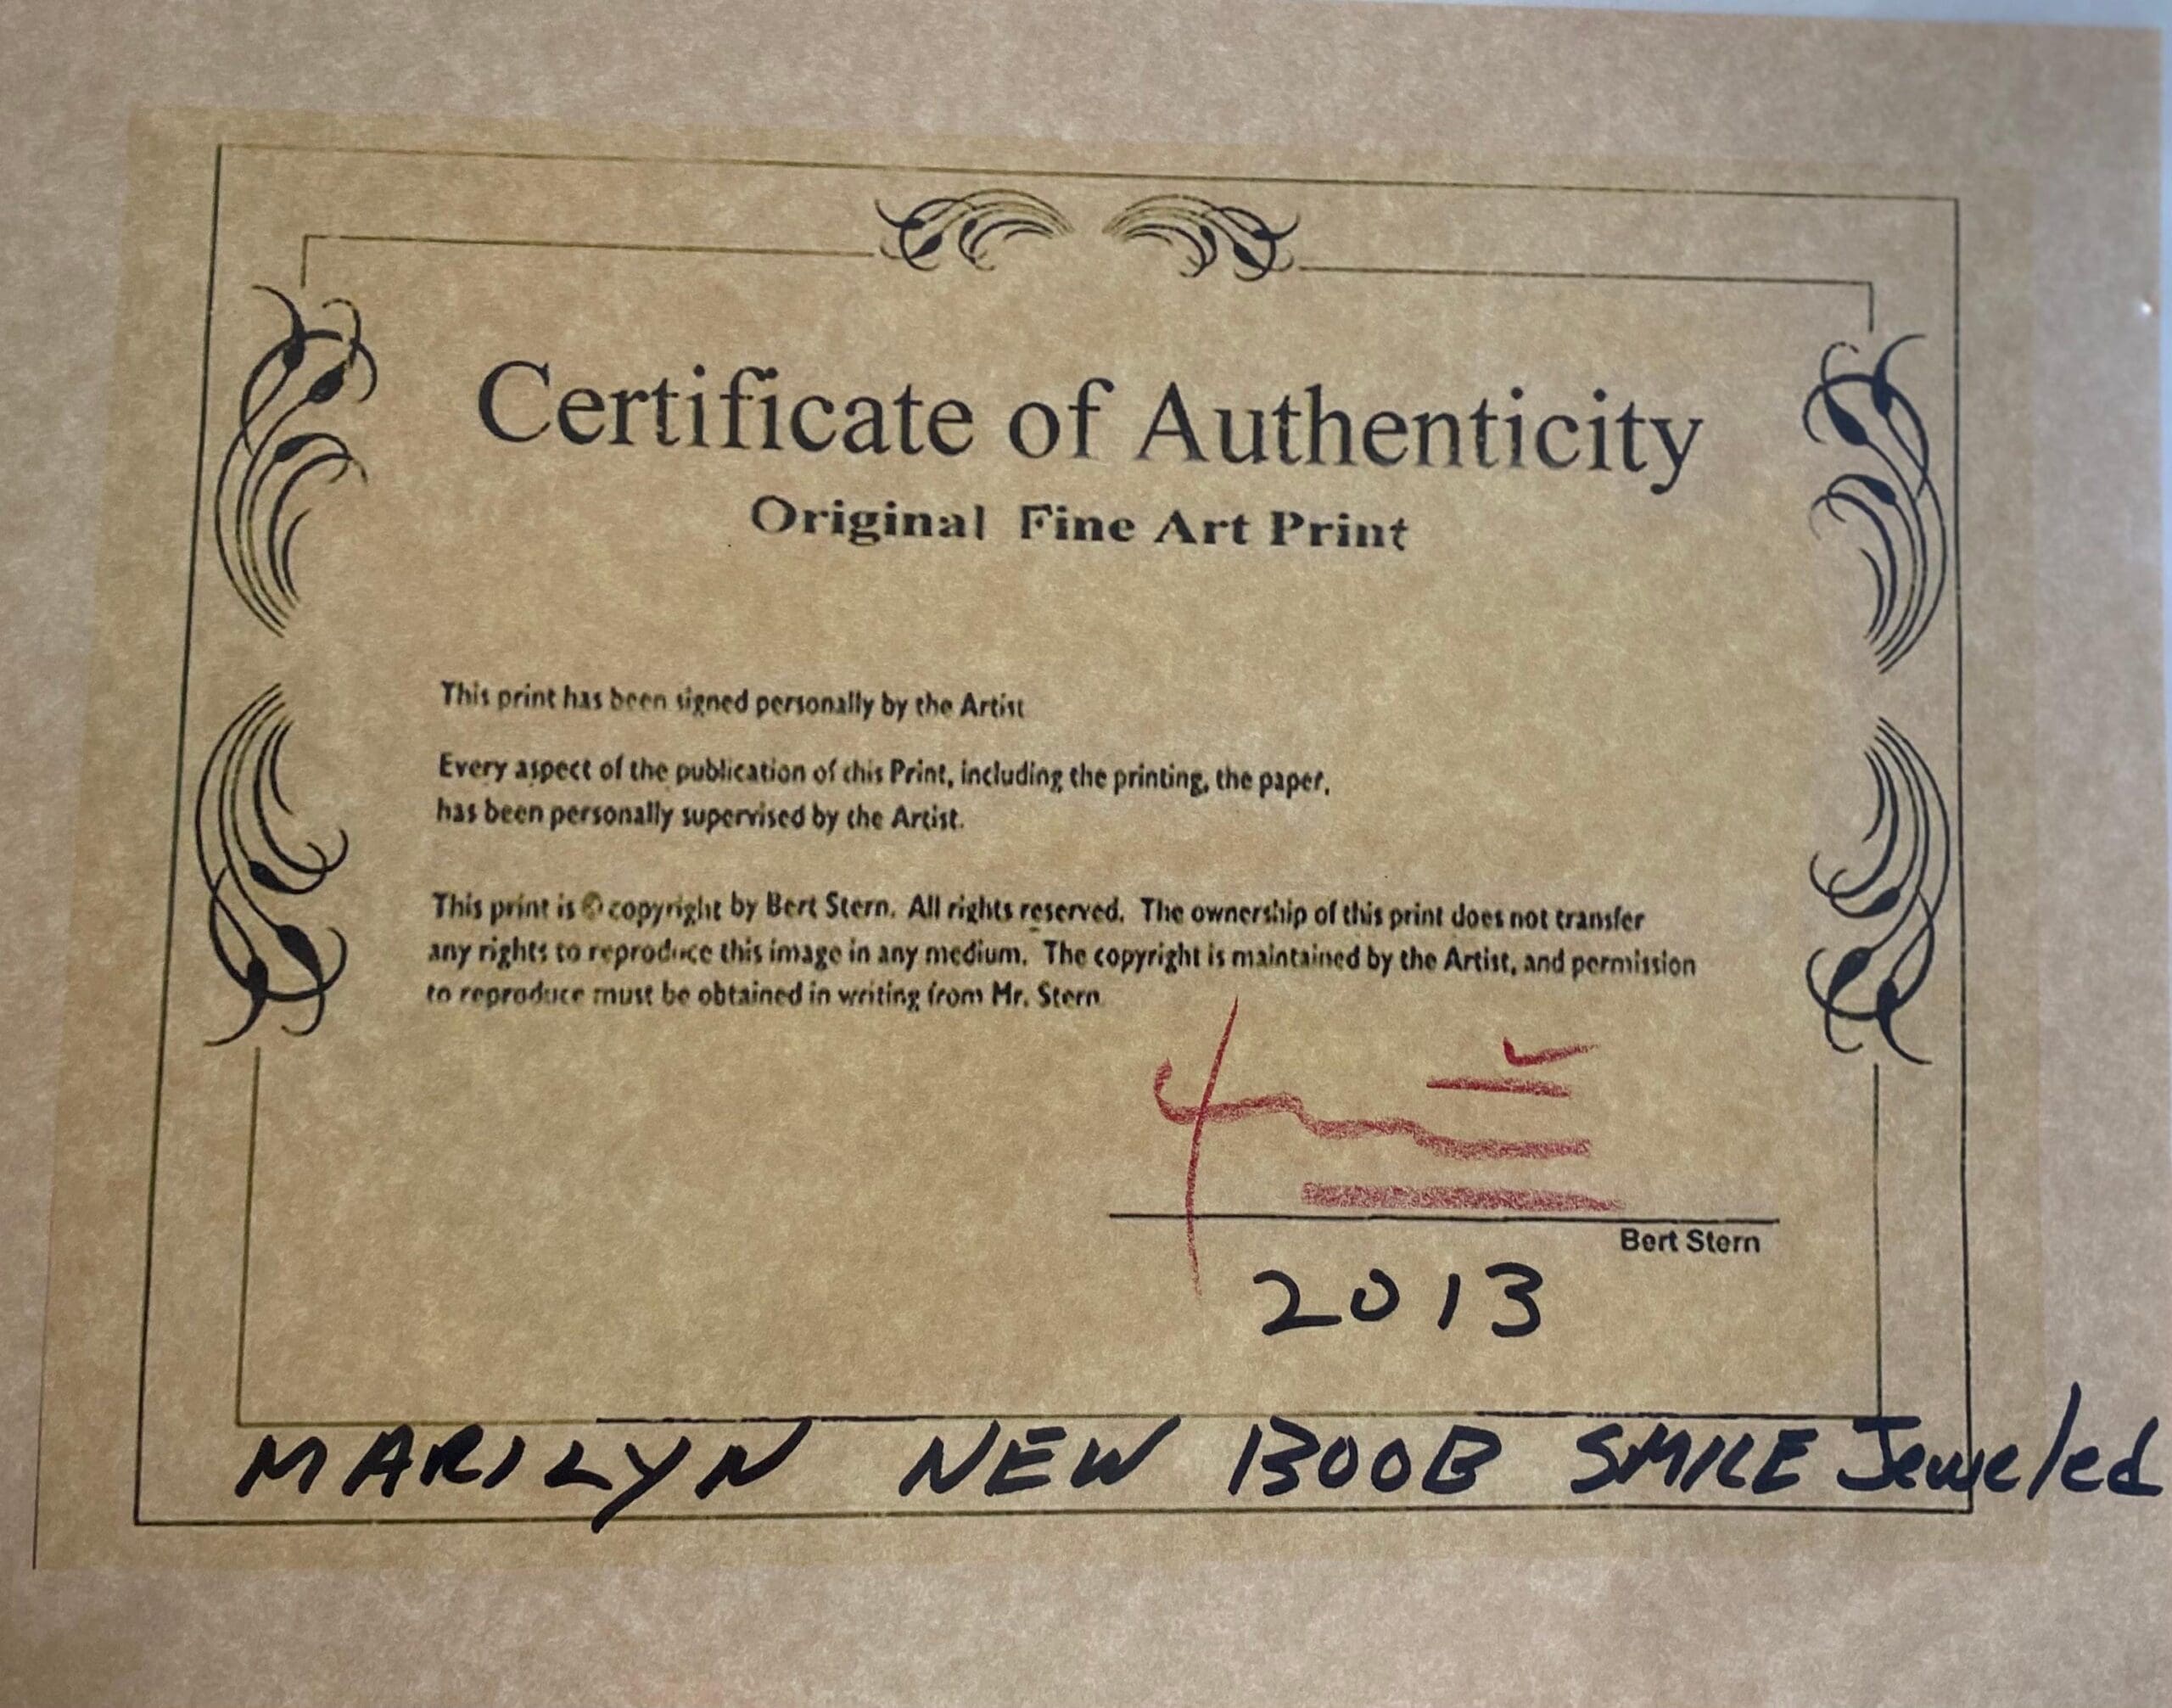 Certificate of Authenticity
Original Fine Art Print
This print has been signed personally by the Artist
Every aspect of the publication of this Print, including the printing, the paper,
has been personally supervised by the Artist.
This print is © copyright by Bert Stern. All rights reserved. The ownership of this print does not transfer
any rights to reproduce this image in any medium. The copyright is maintained by the Artist, and permission
to reproduce must be obtained in writing from Mr. Stern
Bert Stern
2013
MARILYN NEW BOOB SMILE Jeweled